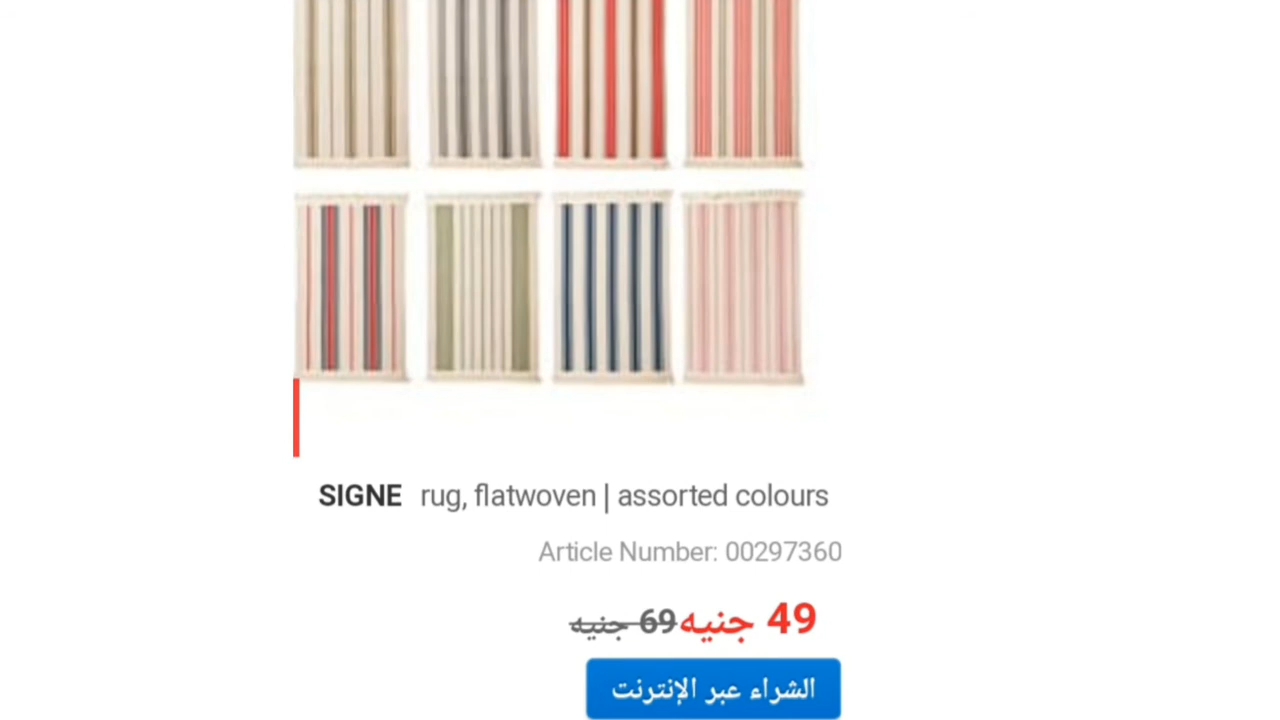 SIGNE rug, flatwoven | assorted colours
Article Number: 00297360
49 جنيه 69 جنيه
الشراء عبر الإنترنت